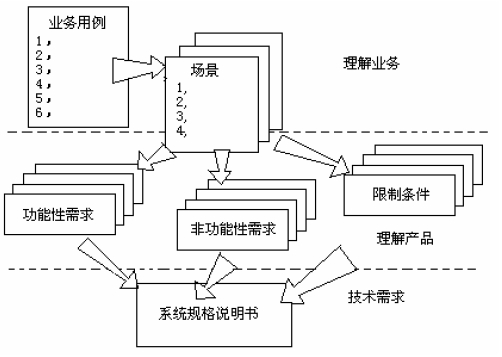 业务用例
1，
2，
3，
4，
5，
6，
场景
1,
2,
3,
4,
理解业务
功能性需求
非功能性需求
限制条件
理解产品
技术需求
系统规格说明书